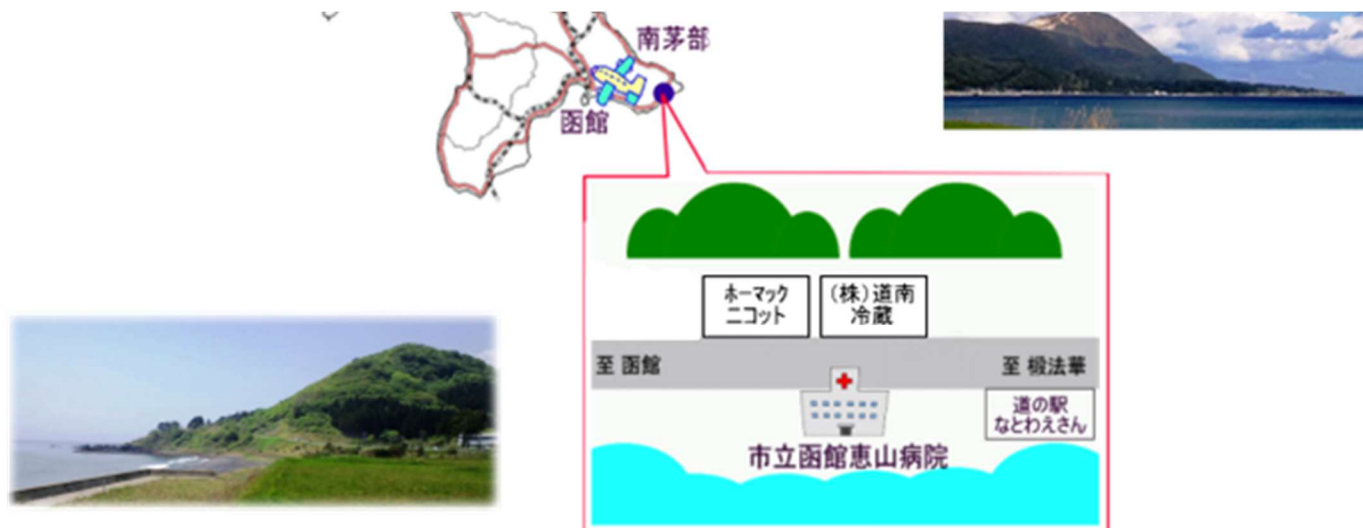 南茅部
函館
ホーマック
ニコット
(株)道南
冷蔵
至 函館
至 椴法華
道の駅
なとわえさん
市立函館恵山病院